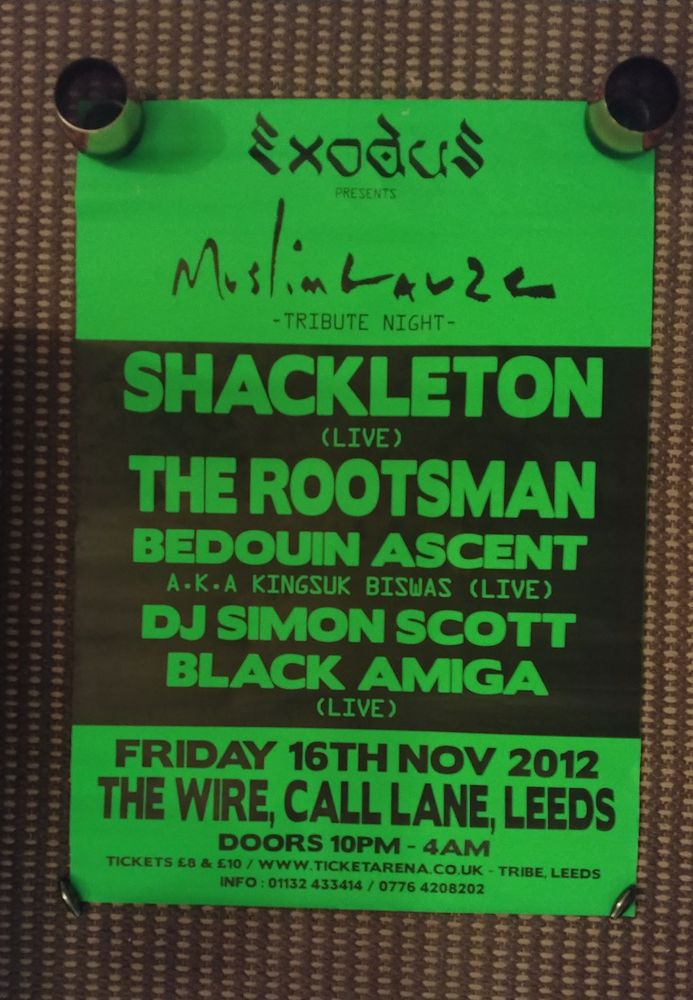 Exodus
PRESENTS
Muslimgauze
-TRIBUTE NIGHT-
SHACKLETON
(LIVE)
THE ROOTSMAN
BEDOUIN ASCENT
A.K.A KINGSUK BISWAS (LIVE)
DJ SIMON SCOTT
BLACK AMIGA
(LIVE)
FRIDAY 16TH NOV 2012
THE WIRE, CALL LANE, LEEDS
DOORS 10PM - 4AM
TICKETS £8 & £10 / WWW.TICKETARENA.CO.UK - TRIBE, LEEDS
INFO : 01132 433414 / 0776 4208202